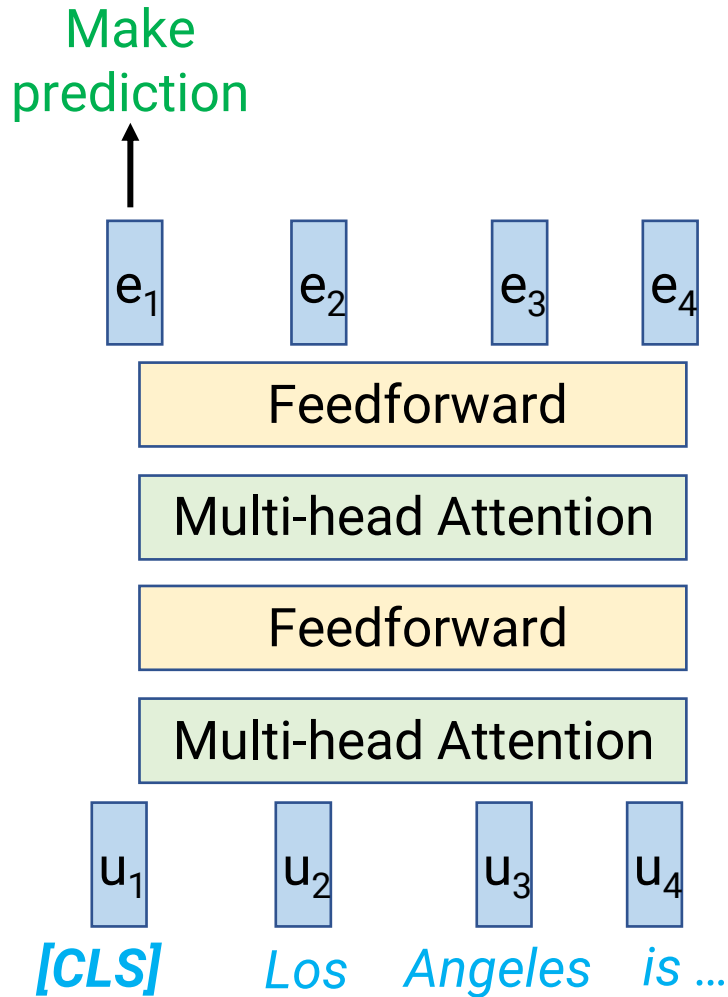 Make
prediction
e1 e2 e3 e4
Feedforward
Multi-head Attention
Feedforward
Multi-head Attention
u1 u2 u3 u4
[CLS] Los Angeles is ...